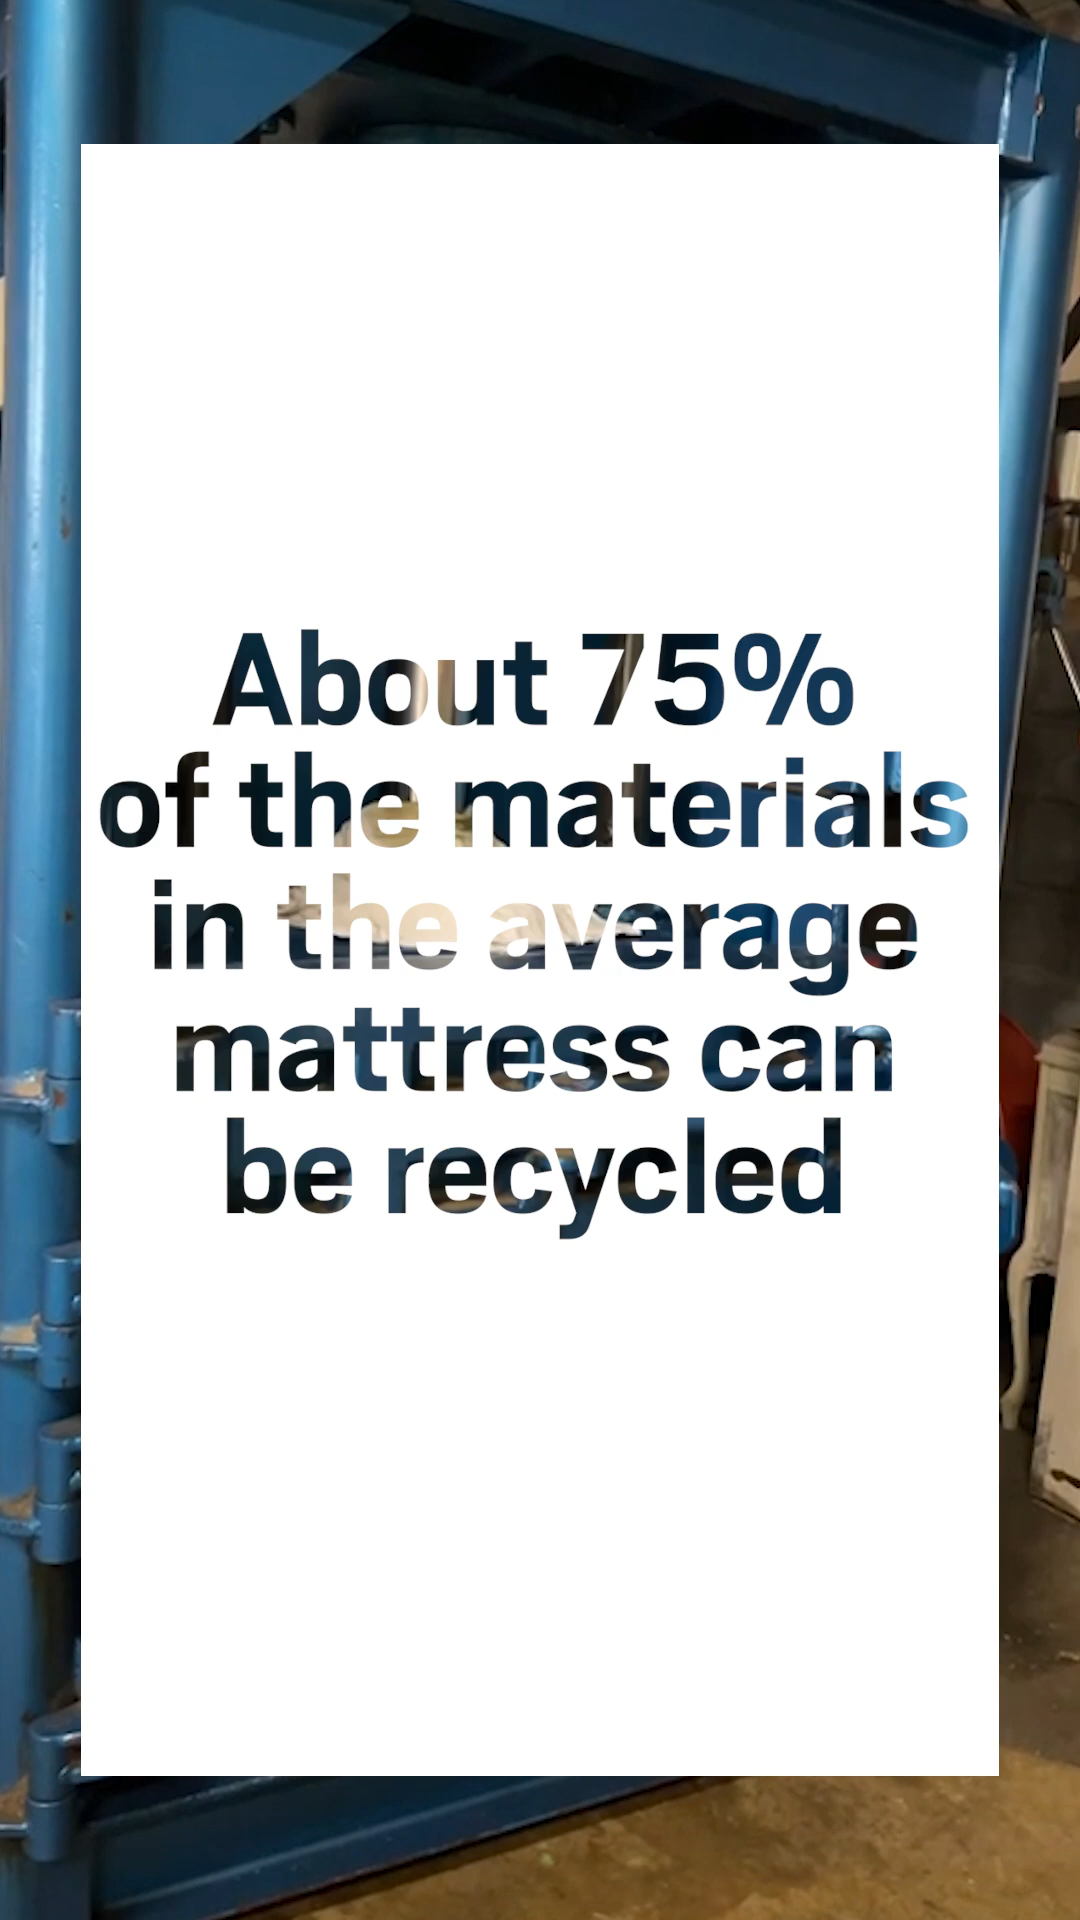 About 75%
of the materials
in the average
mattress can
be recycled